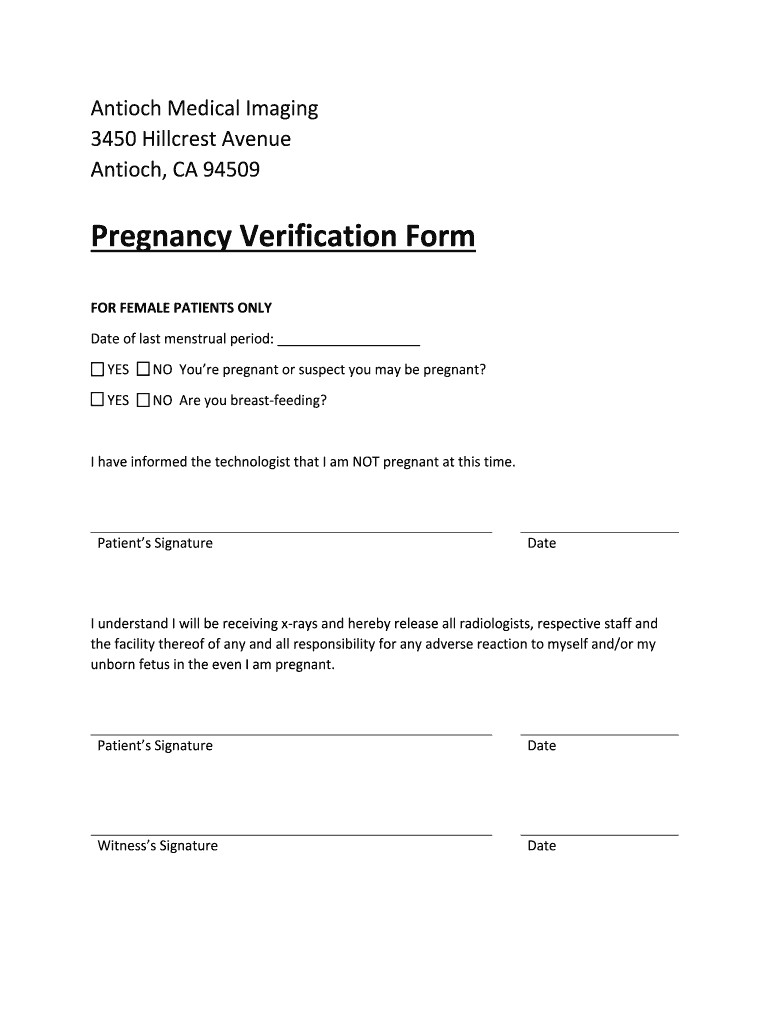 Antioch Medical Imaging
3450 Hillcrest Avenue
Antioch, CA 94509
Pregnancy Verification Form
FOR FEMALE PATIENTS ONLY
Date of last menstrual period: ___________________
☐ YES ☐ NO You’re pregnant or suspect you may be pregnant?
☐ YES ☐ NO Are you breast-feeding?
I have informed the technologist that I am NOT pregnant at this time.
Patient’s Signature Date
I understand I will be receiving x-rays and hereby release all radiologists, respective staff and
the facility thereof of any and all responsibility for any adverse reaction to myself and/or my
unborn fetus in the even I am pregnant.
Patient’s Signature Date
Witness’s Signature Date